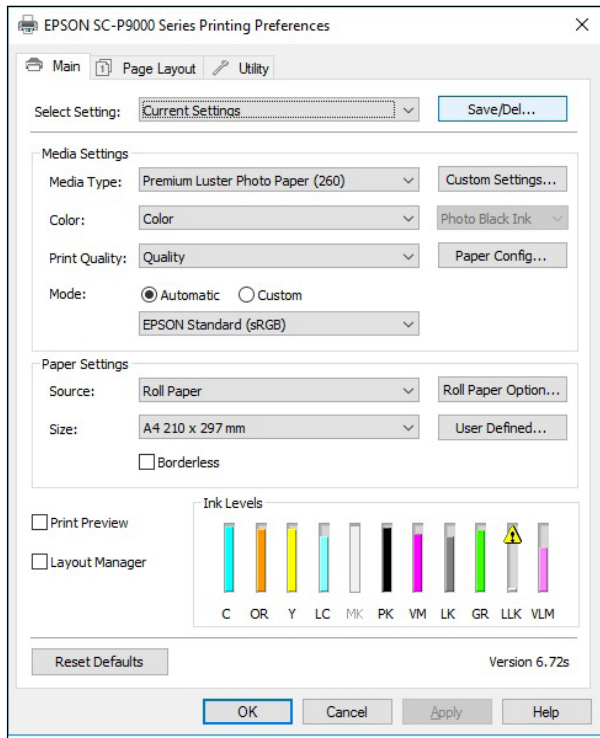 EPSON SC-P9000 Series Printing Preferences
Main 1 Page Layout Utility
Select Setting: Current Settings Save/Del...
Media Settings
Media Type: Premium Luster Photo Paper (260) Custom Settings...
Color: Color Photo Black Ink
Print Quality: Quality Paper Config...
Mode: Automatic Custom
EPSON Standard (sRGB)
Paper Settings
Source: Roll Paper Roll Paper Option...
Size: A4 210 x 297 mm User Defined...
Borderless
Ink Levels
Print Preview
Layout Manager
C OR Y LC MK PK VM LK GR LLK VLM
Reset Defaults Version 6.72s
OK Cancel Apply Help